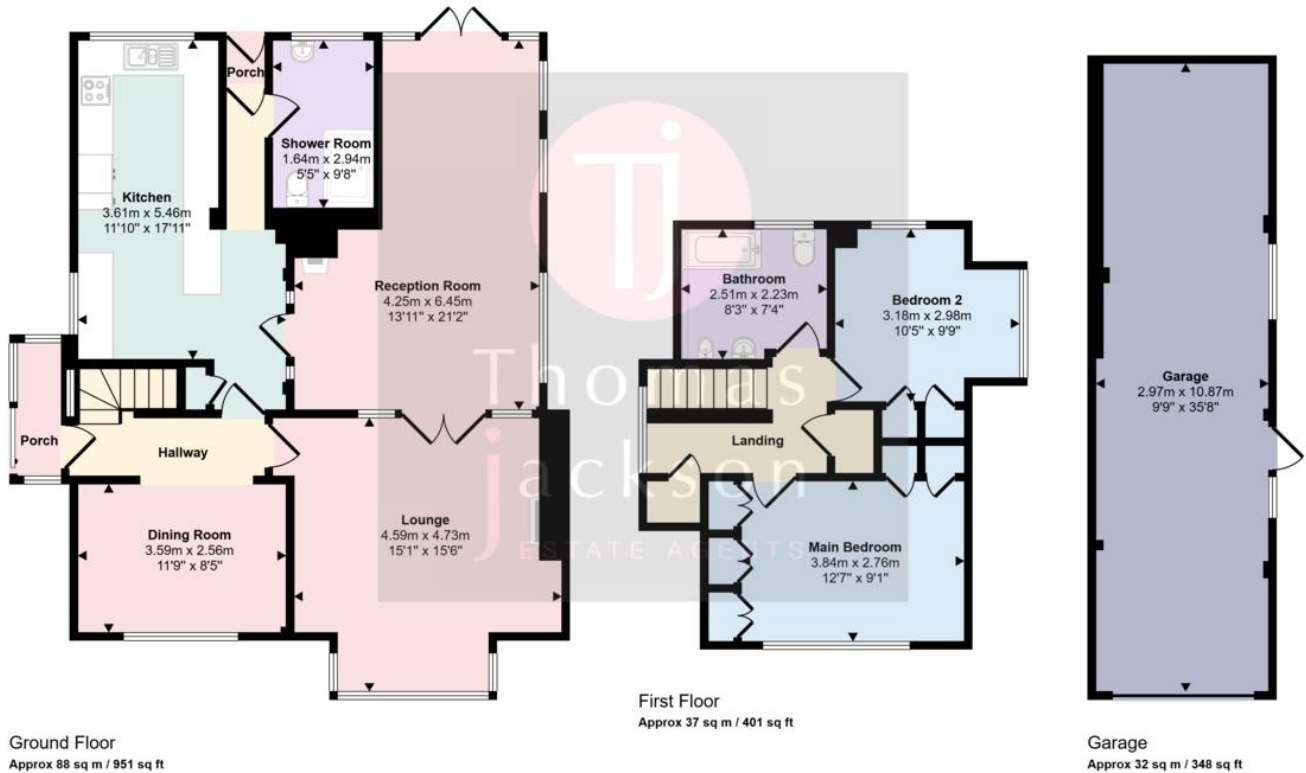 Porch
Shower Room
1.64m x 2.94m
5'5" x 9'8"
Kitchen
3.61m x 5.46m
11'10" x 17'11"
Reception Room
4.25m x 6.45m
13'11" x 21'2"
Porch
Hallway
Dining Room
3.59m x 2.56m
11'9" x 8'5"
Lounge
4.59m x 4.73m
15'1" x 15'6"
Tj
Thomas
jackson
ESTATE AGENTS
Bathroom
2.51m x 2.23m
8'3" x 7'4"
Bedroom 2
3.18m x 2.98m
10'5" x 9'9"
Landing
Main Bedroom
3.84m x 2.76m
12'7" x 9'1"
Garage
2.97m x 10.87m
9'9" x 35'8"
Ground Floor
Approx 88 sq m / 951 sq ft
First Floor
Approx 37 sq m / 401 sq ft
Garage
Approx 32 sq m / 348 sq ft